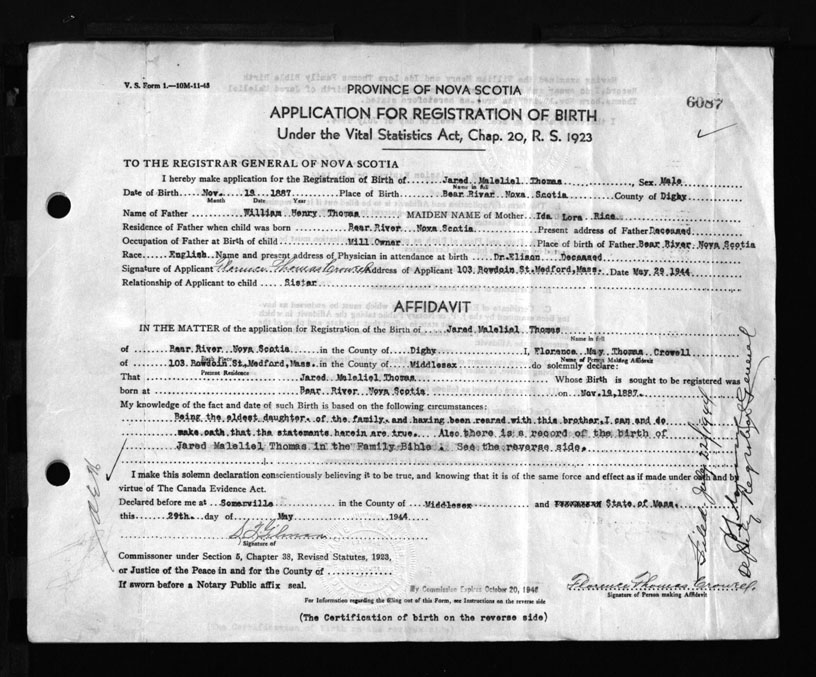 V. S. Form 1.—10M-11-43
PROVINCE OF NOVA SCOTIA
6087
APPLICATION FOR REGISTRATION OF BIRTH
Under the Vital Statistics Act, Chap. 20, R. S. 1923
TO THE REGISTRAR GENERAL OF NOVA SCOTIA
I hereby make application for the Registration of Birth of Jared Maleliel Thomas, Sex Male
Name in full
Date of Birth Nov. 19 1887 Place of Birth Bear River Nova Scotia County of Digby
Month Date Year
Name of Father William Henry Thomas MAIDEN NAME of Mother Ida Lora Rice
Residence of Father when child was born Bear River Nova Scotia Present address of Father Deceased
Occupation of Father at Birth of child Mill Owner Place of birth of Father Bear River Nova Scotia
Race English Name and present address of Physician in attendance at birth Dr. Elison Deceased
Signature of Applicant Florence Thomas Crowell Address of Applicant 103 Bowdoin St. Medford, Mass. Date May 29 1944
Relationship of Applicant to child Sister
AFFIDAVIT
IN THE MATTER of the application for Registration of the Birth of Jared Maleliel Thomas
Name in full
of Bear River Nova Scotia in the County of Digby I, Florence May Thomas Crowell
Birth Place Name of Person Making Affidavit
of 103 Bowdoin St. Medford, Mass. in the County of Middlesex do solemnly declare:
Present Residence
That Jared Maleliel Thomas Whose Birth is sought to be registered was
born at Bear River Nova Scotia on Nov. 19, 1887.
My knowledge of the fact and date of such Birth is based on the following circumstances:
Being the eldest daughter of the family and having been reared with this brother, I can and do
make oath that the statements herein are true. Also there is a record of the birth of
Jared Maleliel Thomas in the Family Bible. See the reverse side.
I make this solemn declaration conscientiously believing it to be true, and knowing that it is of the same force and effect as if made under oath and by
virtue of The Canada Evidence Act.
Declared before me at Somerville in the County of Middlesex and State of Mass.
this 29th. day of May 1944
Signature of
Commissioner under Section 5, Chapter 38, Revised Statutes, 1923,
or Justice of the Peace in and for the County of
If sworn before a Notary Public affix seal.
My Commission Expires October 20, 1948
Florence Thomas Crowell
Signature of Person making Affidavit
For Information regarding the filling out of this Form, see Instructions on the reverse side
(The Certification of birth on the reverse side)
Filed July 22/1944
Deputy Registrar General